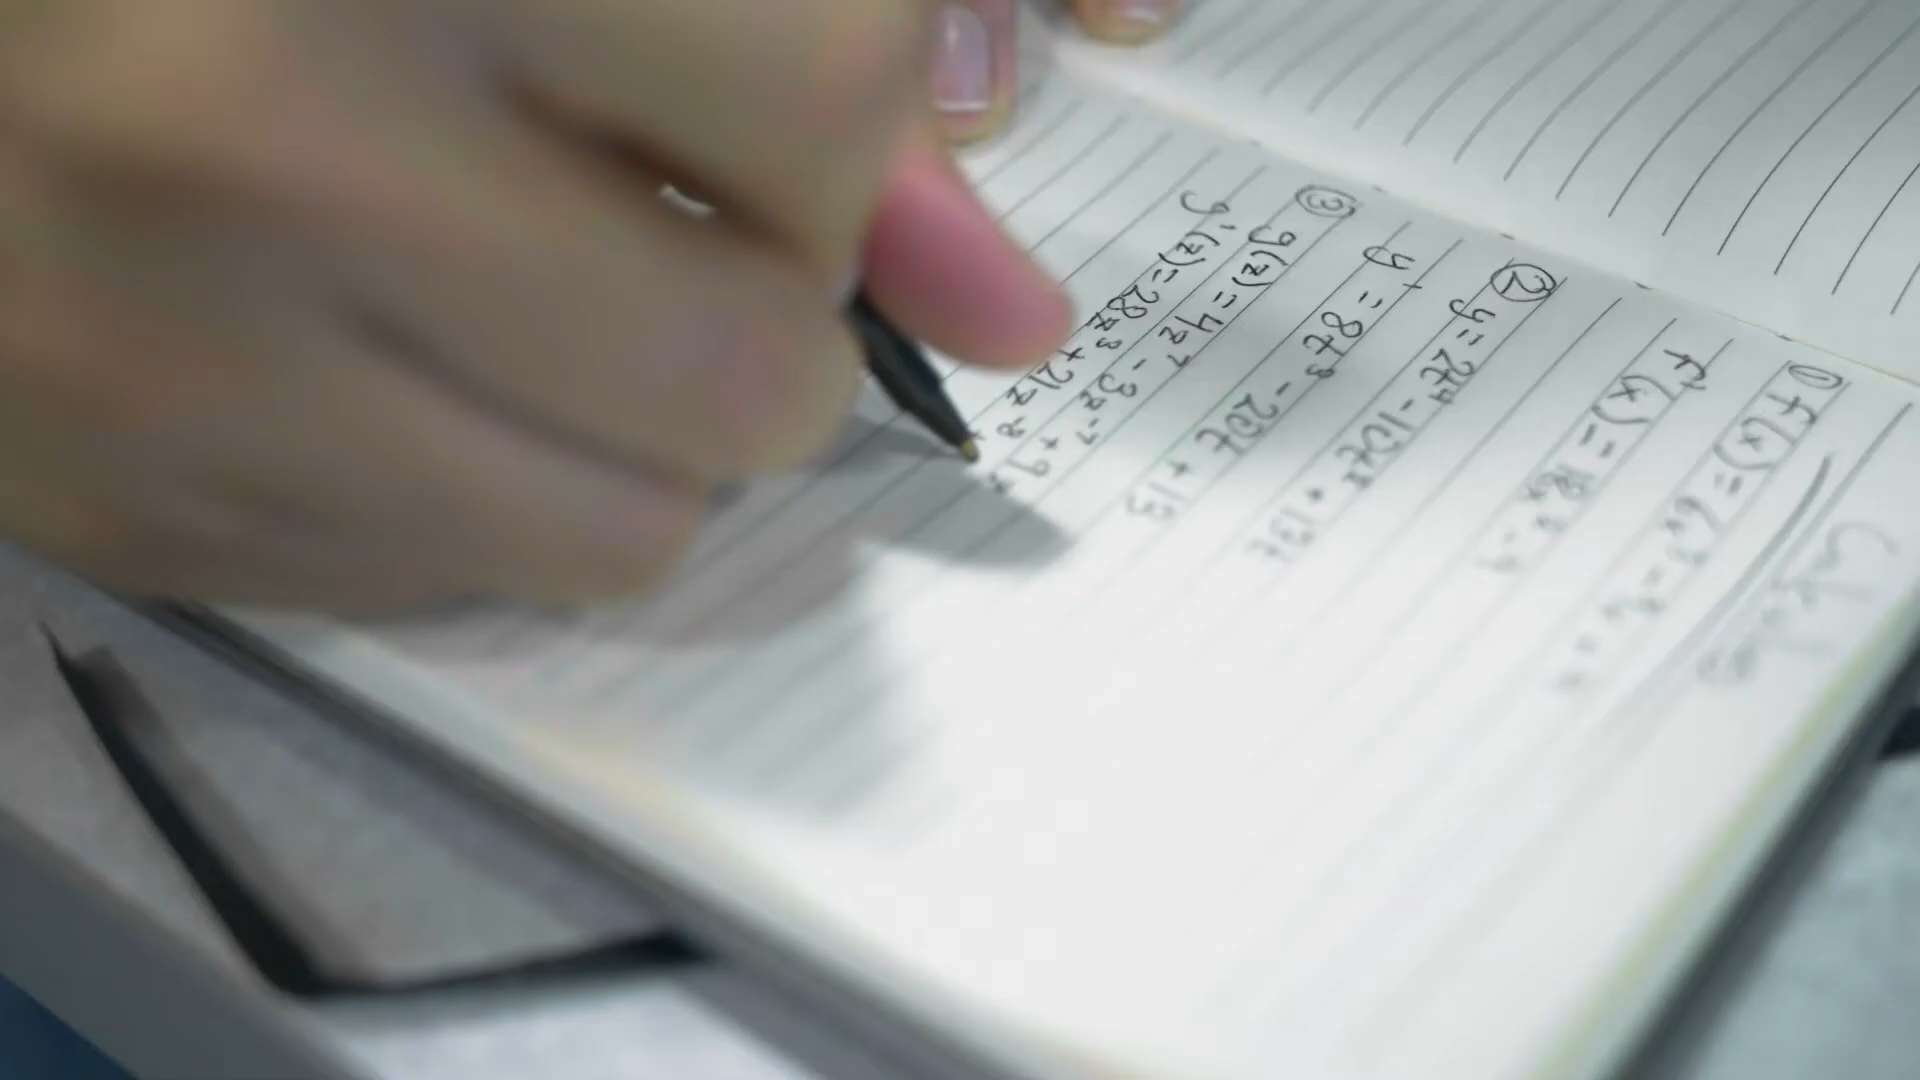 Calculus
① f(x) = 6x³ - 9x
f'(x) = 18x² - 9
② y = 2t⁴ - 10t² + 13t
y' = 8t³ - 20t + 13
③ g(z) = 4z⁷ - 3z⁻⁷ + 9z
g'(z) = 28z⁶ + 21z⁻⁸ +